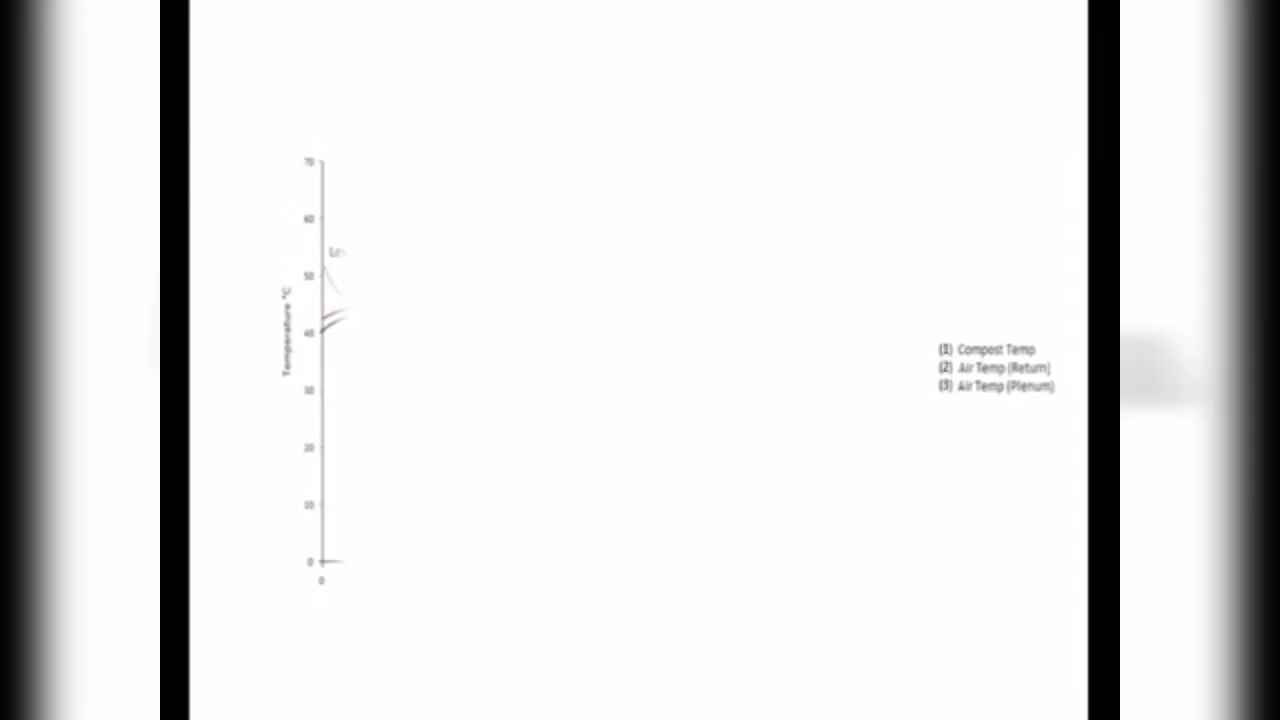 70
60
50
40
30
20
10
0
0
Temperature °C
(1) Compost Temp
(2) Air Temp (Return)
(3) Air Temp (Plenum)